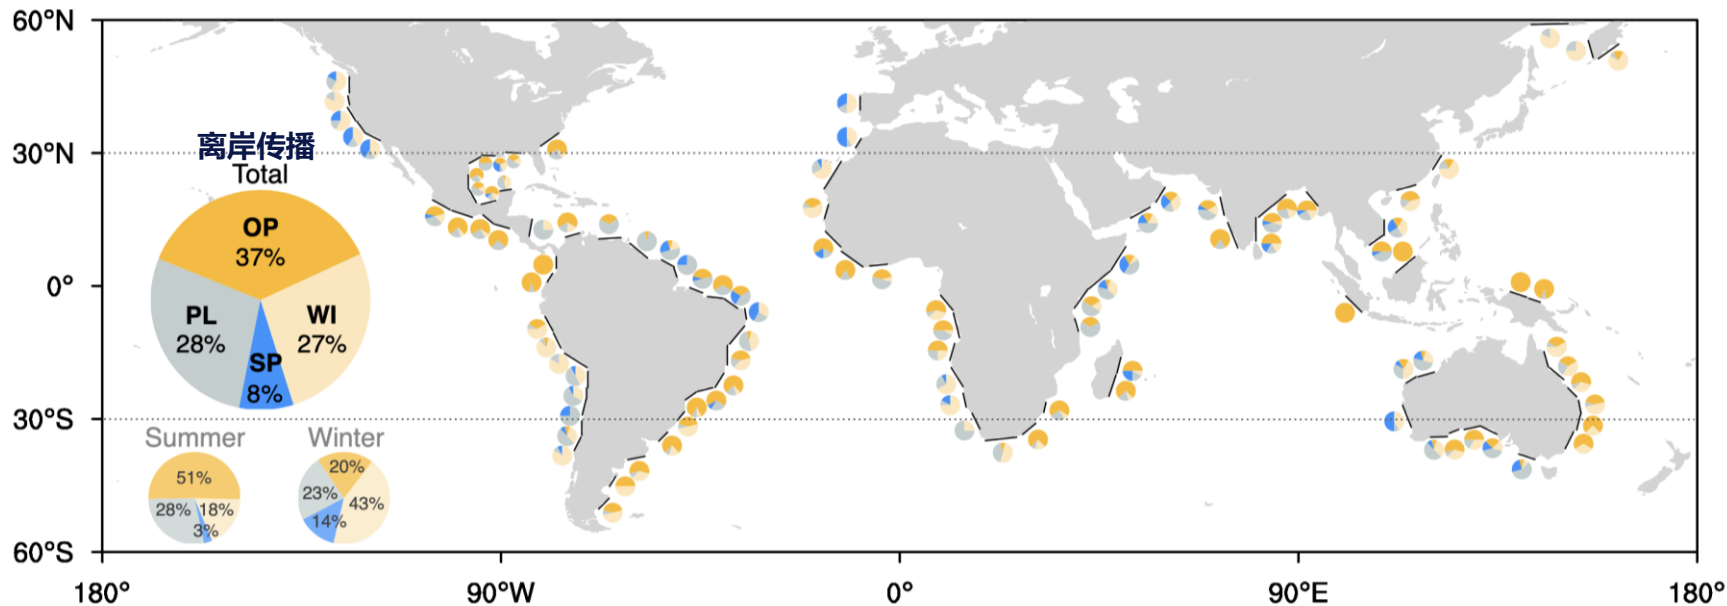 60°N
离岸传播
30°N
Total
OP
37%
PL
28%
WI
27%
SP
8%
0°
30°S
Summer
Winter
51%
28%
18%
3%
20%
23%
43%
14%
60°S
180°
90°W
0°
90°E
180°